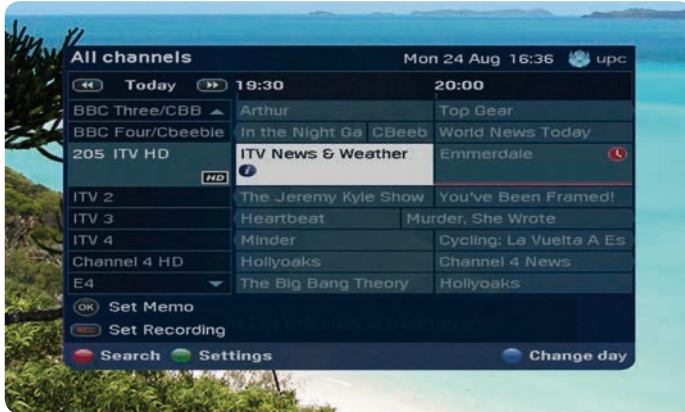 All channels Mon 24 Aug 16:36 upc
Today 19:30 20:00
BBC Three/CBB Arthur Top Gear
BBC Four/Cbeebie In the Night Ga CBeeb World News Today
205 ITV HD ITV News & Weather Emmerdale
HD
ITV 2 The Jeremy Kyle Show You've Been Framed!
ITV 3 Heartbeat Murder, She Wrote
ITV 4 Minder Cycling: La Vuelta A Es
Channel 4 HD Hollyoaks Channel 4 News
E4 The Big Bang Theory Hollyoaks
OK Set Memo
REC Set Recording
Search Settings Change day